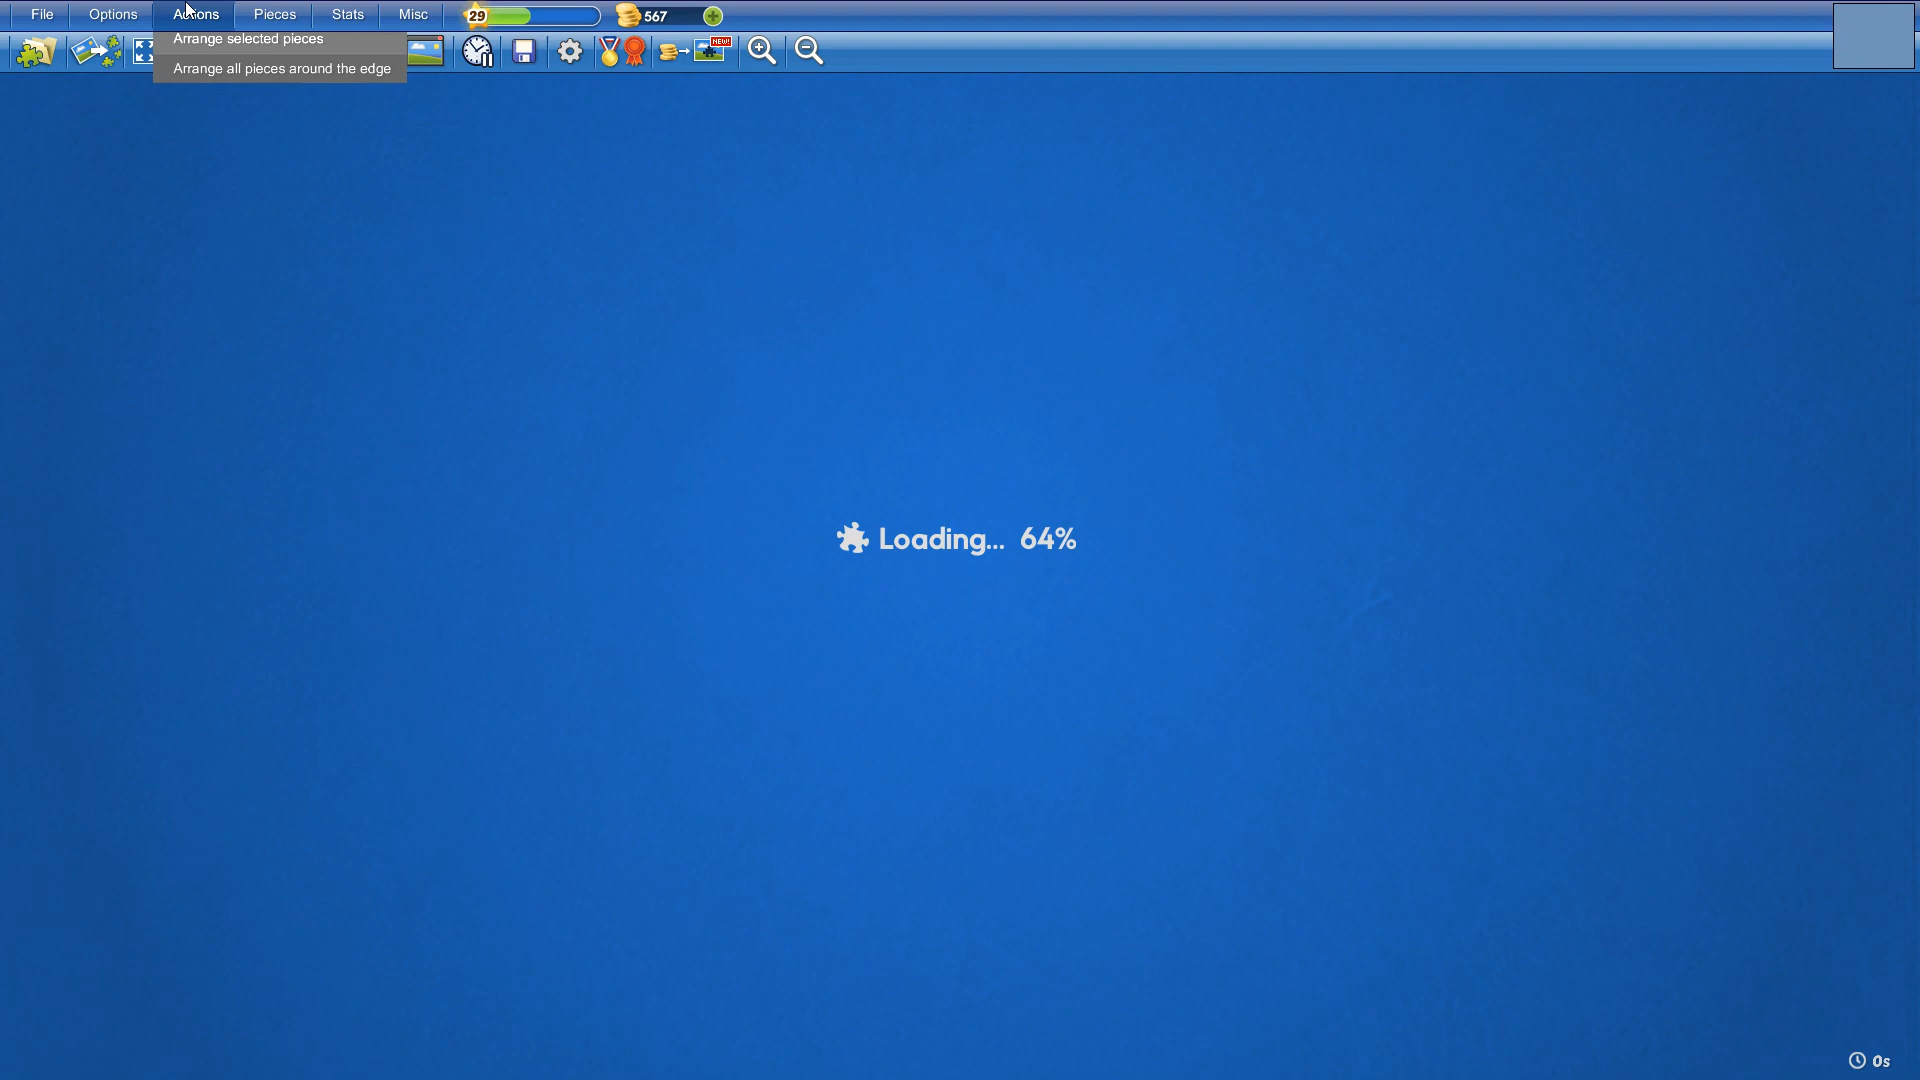 File Options Actions Pieces Stats Misc 29 567
NEW!
Arrange selected pieces
Arrange all pieces around the edge
Loading... 64%
0s